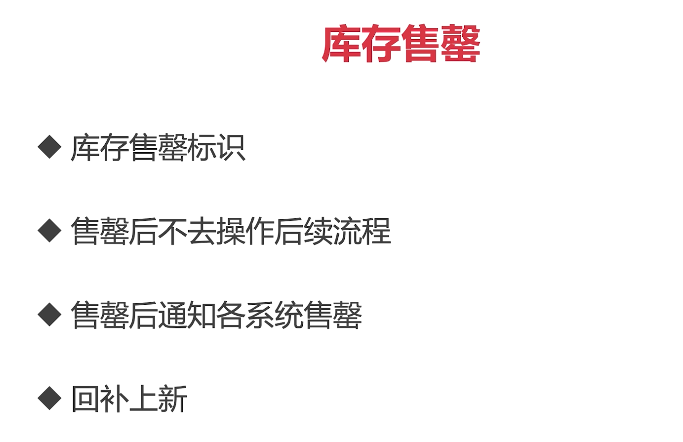 库存售罄
◆ 库存售罄标识
◆ 售罄后不去操作后续流程
◆ 售罄后通知各系统售罄
◆ 回补上新